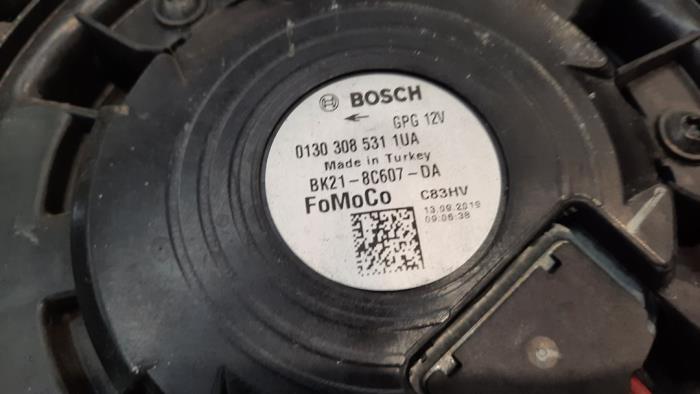 BOSCH
GPG 12V
0130 308 531 1UA
Made in Turkey
BK21-8C607-DA
FoMoCo C83HV
13.09.2019
09:06:38